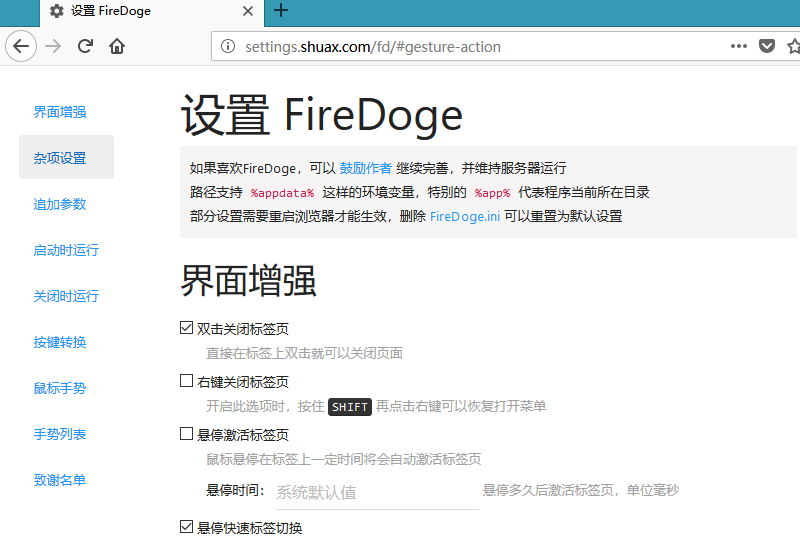 设置 FireDoge
settings.shuax.com/fd/#gesture-action
界面增强
杂项设置
追加参数
启动时运行
关闭时运行
按键转换
鼠标手势
手势列表
致谢名单
设置 FireDoge
如果喜欢FireDoge，可以 鼓励作者 继续完善，并维持服务器运行
路径支持 %appdata% 这样的环境变量，特别的 %app% 代表程序当前所在目录
部分设置需要重启浏览器才能生效，删除 FireDoge.ini 可以重置为默认设置
界面增强
双击关闭标签页
直接在标签上双击就可以关闭页面
右键关闭标签页
开启此选项时，按住 SHIFT 再点击右键可以恢复打开菜单
悬停激活标签页
鼠标悬停在标签上一定时间将会自动激活标签页
悬停时间： 系统默认值 悬停多久后激活标签页，单位毫秒
悬停快速标签切换